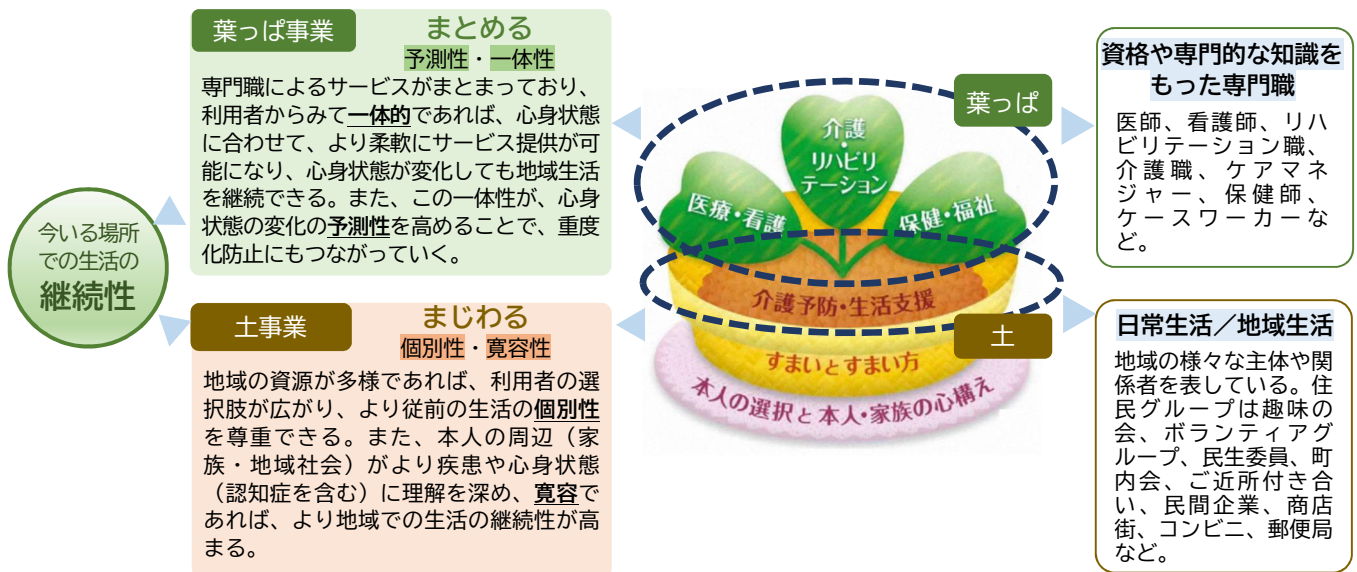 今いる場所
での生活の
継続性
葉っぱ事業
まとめる
予測性・一体性
専門職によるサービスがまとまっており、
利用者からみて一体的であれば、心身状態
に合わせて、より柔軟にサービス提供が可
能になり、心身状態が変化しても地域生活
を継続できる。また、この一体性が、心身
状態の変化の予測性を高めることで、重度
化防止にもつながっていく。
土事業
まじわる
個別性・寛容性
地域の資源が多様であれば、利用者の選
択肢が広がり、より従前の生活の個別性
を尊重できる。また、本人の周辺（家
族・地域社会）がより疾患や心身状態
（認知症を含む）に理解を深め、寛容で
あれば、より地域での生活の継続性が高
まる。
葉っぱ
介護
・
リハビリ
テーション
医療・看護
保健・福祉
介護予防・生活支援
土
すまいとすまい方
本人の選択と本人・家族の心構え
資格や専門的な知識を
もった専門職
医師、看護師、リハ
ビリテーション職、
介護職、ケアマネ
ジャー、保健師、
ケースワーカーな
ど。
日常生活／地域生活
地域の様々な主体や関
係者を表している。住
民グループは趣味の
会、ボランティアグ
ループ、民生委員、町
内会、ご近所付き合
い、民間企業、商店
街、コンビニ、郵便局
など。